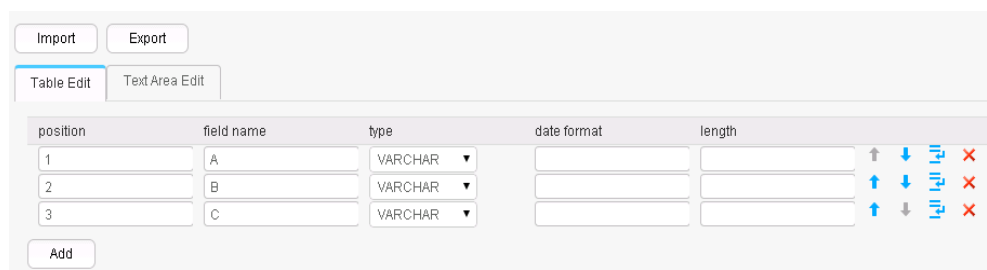 Import Export
Table Edit Text Area Edit
position field name type date format length
1 A VARCHAR
2 B VARCHAR
3 C VARCHAR
Add